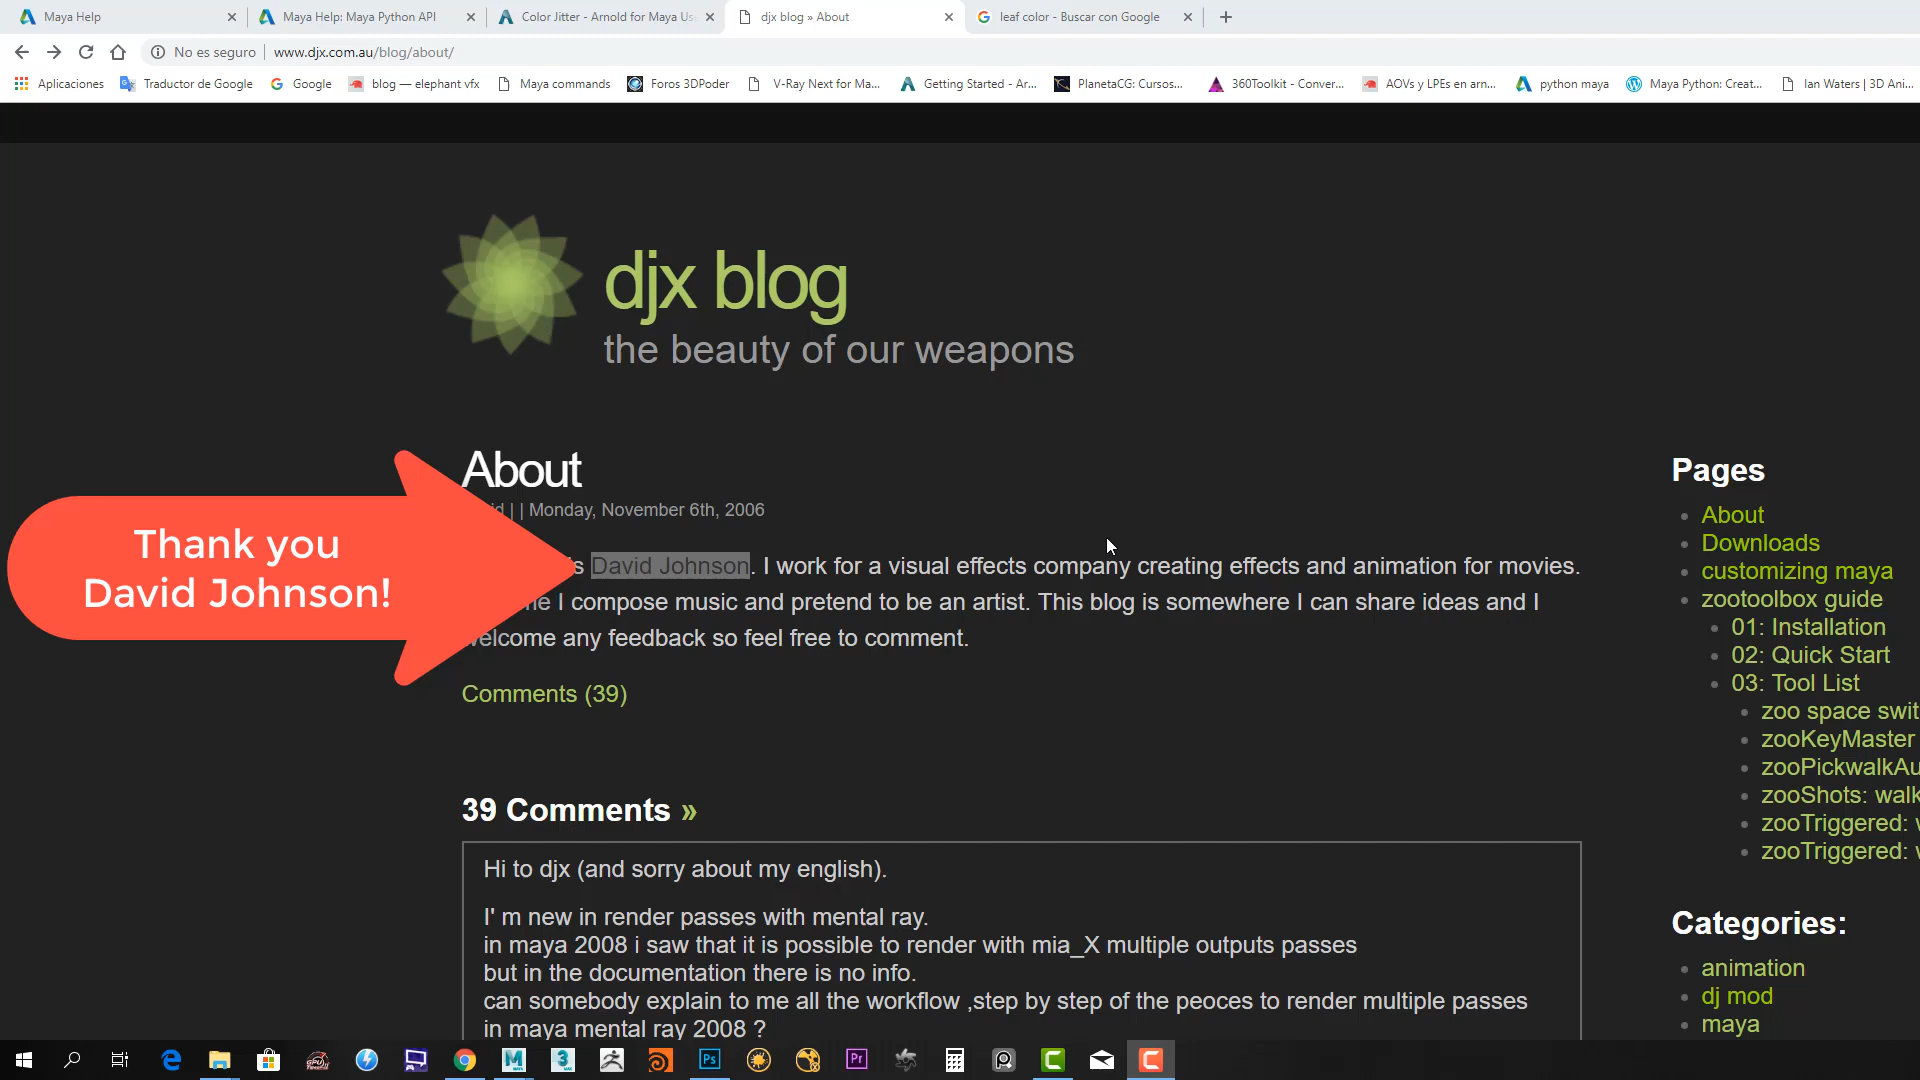 Maya Help
Maya Help: Maya Python API
Color Jitter - Arnold for Maya Us
djx blog » About
leaf color - Buscar con Google
No es seguro
www.djx.com.au/blog/about/
Aplicaciones
Traductor de Google
Google
blog — elephant vfx
Maya commands
Foros 3DPoder
V-Ray Next for Ma...
Getting Started - Ar...
PlanetaCG: Cursos...
360Toolkit - Conver...
AOVs y LPEs en arn...
python maya
Maya Python: Creat...
Ian Waters | 3D Ani...
djx blog
the beauty of our weapons
About
| | Monday, November 6th, 2006
Thank you
David Johnson!
David Johnson. I work for a visual effects company creating effects and animation for movies.
I compose music and pretend to be an artist. This blog is somewhere I can share ideas and I
welcome any feedback so feel free to comment.
Comments (39)
39 Comments »
Hi to djx (and sorry about my english).
I' m new in render passes with mental ray.
in maya 2008 i saw that it is possible to render with mia_X multiple outputs passes
but in the documentation there is no info.
can somebody explain to me all the workflow ,step by step of the peoces to render multiple passes
in maya mental ray 2008 ?
Pages
About
Downloads
customizing maya
zootoolbox guide
01: Installation
02: Quick Start
03: Tool List
zoo space swit
zooKeyMaster
zooPickwalkAu
zooShots: walk
zooTriggered: 
zooTriggered: 
Categories:
animation
dj mod
maya